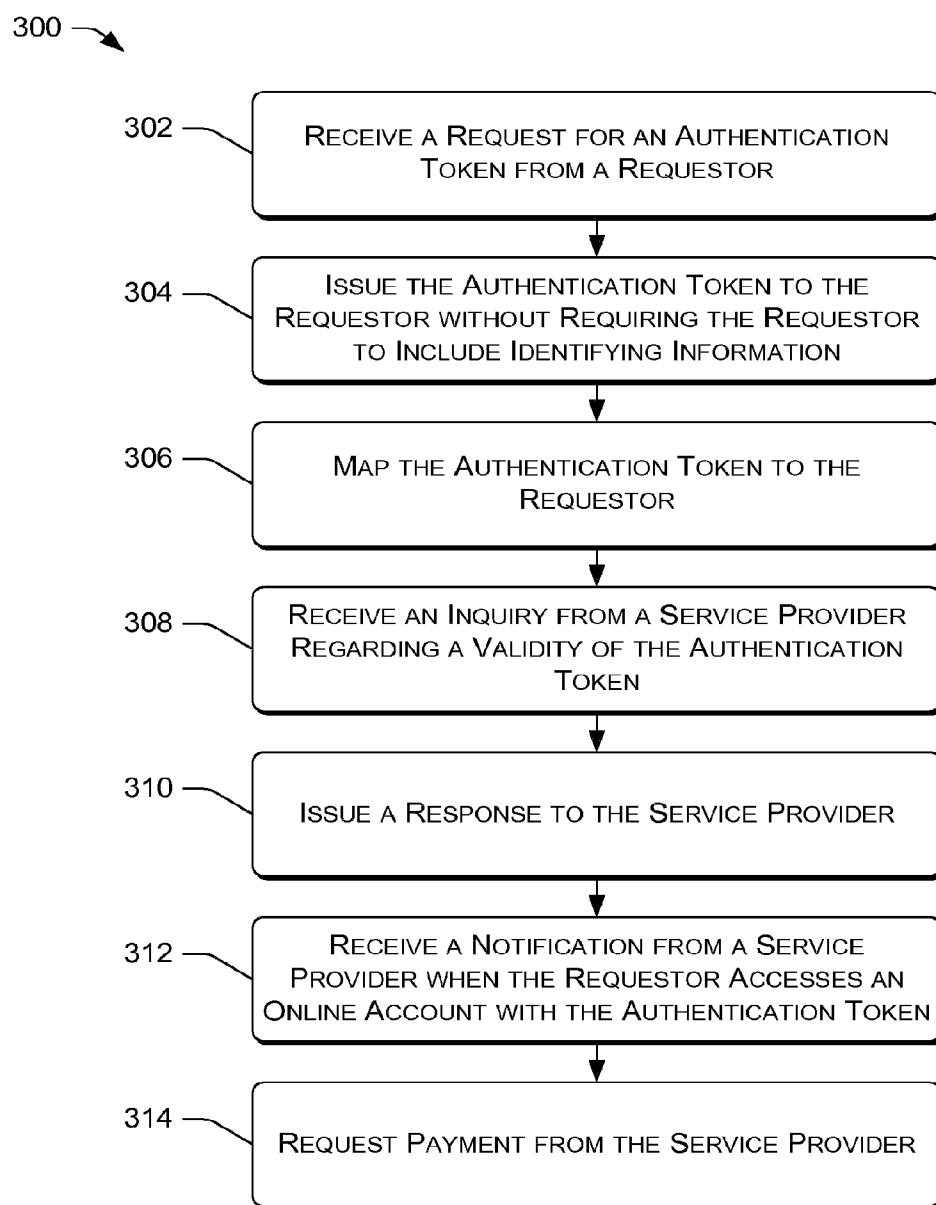 300
302
RECEIVE A REQUEST FOR AN AUTHENTICATION
TOKEN FROM A REQUESTOR
304
ISSUE THE AUTHENTICATION TOKEN TO THE
REQUESTOR WITHOUT REQUIRING THE REQUESTOR
TO INCLUDE IDENTIFYING INFORMATION
306
MAP THE AUTHENTICATION TOKEN TO THE
REQUESTOR
308
RECEIVE AN INQUIRY FROM A SERVICE PROVIDER
REGARDING A VALIDITY OF THE AUTHENTICATION
TOKEN
310
ISSUE A RESPONSE TO THE SERVICE PROVIDER
312
RECEIVE A NOTIFICATION FROM A SERVICE
PROVIDER WHEN THE REQUESTOR ACCESSES AN
ONLINE ACCOUNT WITH THE AUTHENTICATION TOKEN
314
REQUEST PAYMENT FROM THE SERVICE PROVIDER